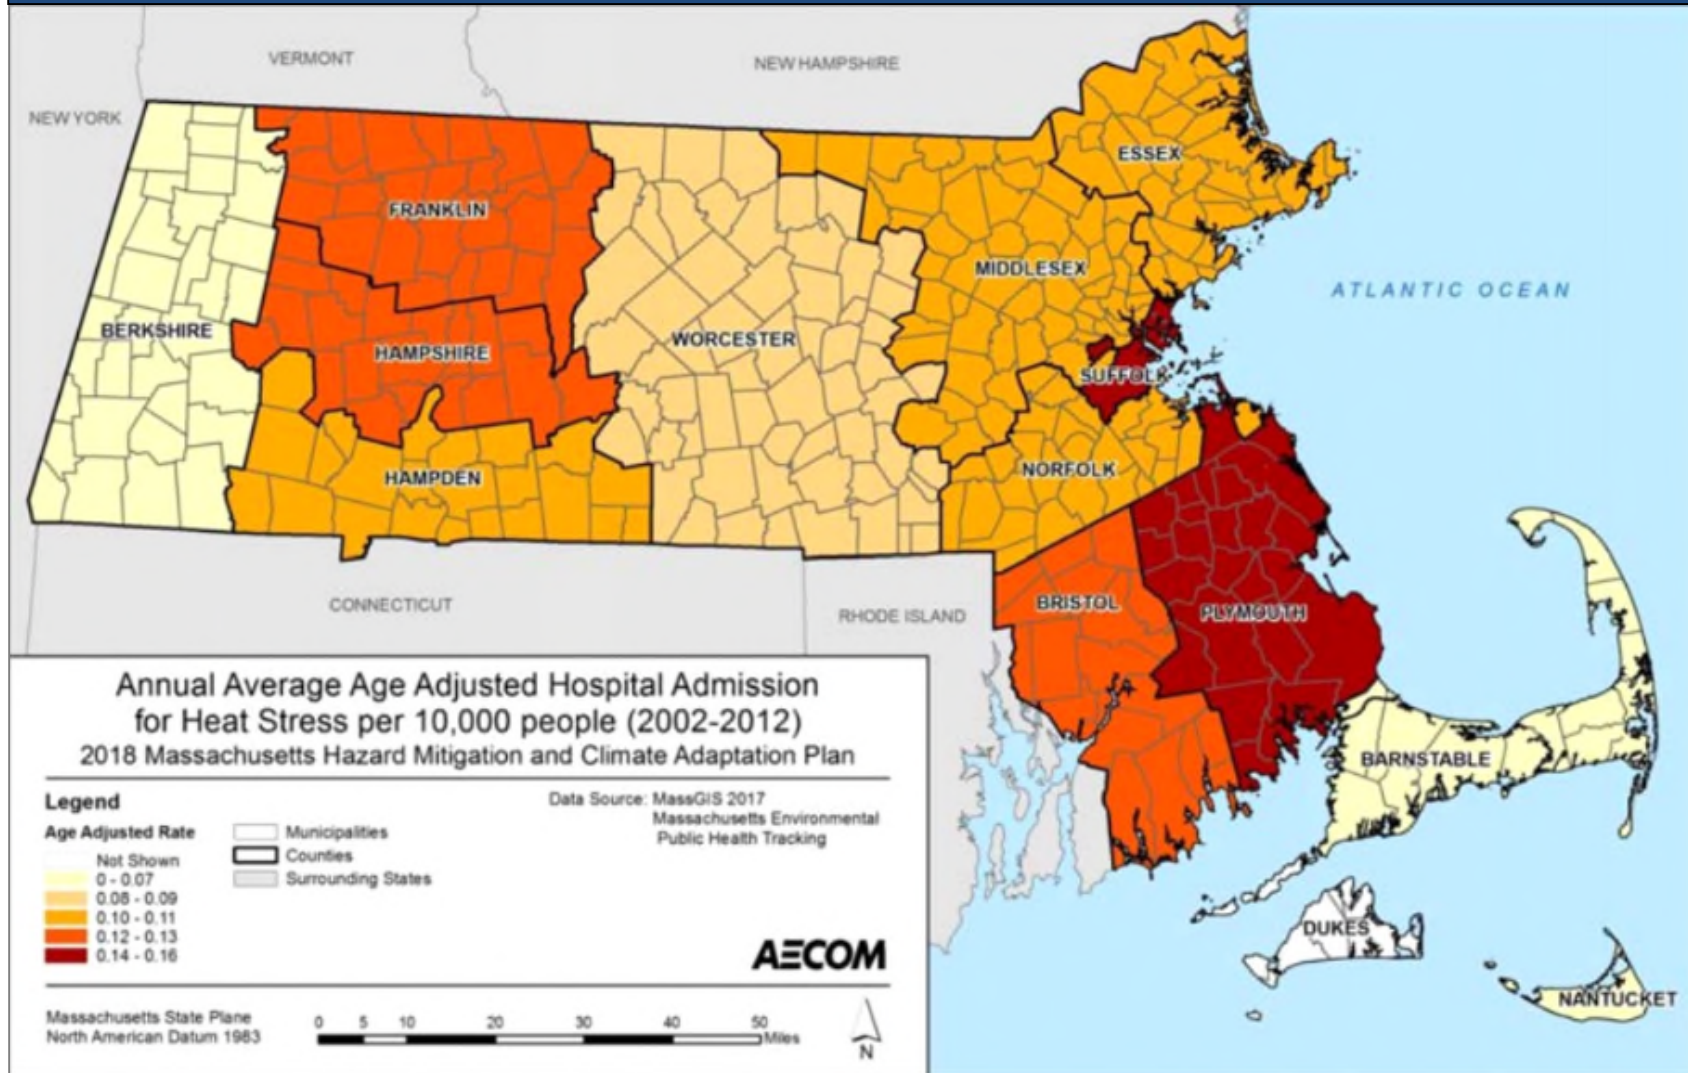 VERMONT
NEW HAMPSHIRE
NEW YORK
ESSEX
FRANKLIN
MIDDLESEX
ATLANTIC OCEAN
BERKSHIRE
WORCESTER
HAMPSHIRE
SUFFOLK
NORFOLK
HAMPDEN
CONNECTICUT
RHODE ISLAND
BRISTOL
PLYMOUTH
BARNSTABLE
DUKES
NANTUCKET
Annual Average Age Adjusted Hospital Admission
for Heat Stress per 10,000 people (2002-2012)
2018 Massachusetts Hazard Mitigation and Climate Adaptation Plan
Legend
Age Adjusted Rate
Not Shown
0 - 0.07
0.08 - 0.09
0.10 - 0.11
0.12 - 0.13
0.14 - 0.16
Municipalities
Counties
Surrounding States
Data Source: MassGIS 2017
Massachusetts Environmental
Public Health Tracking
AECOM
Massachusetts State Plane
North American Datum 1983
0 5 10 20 30 40 50
Miles
N